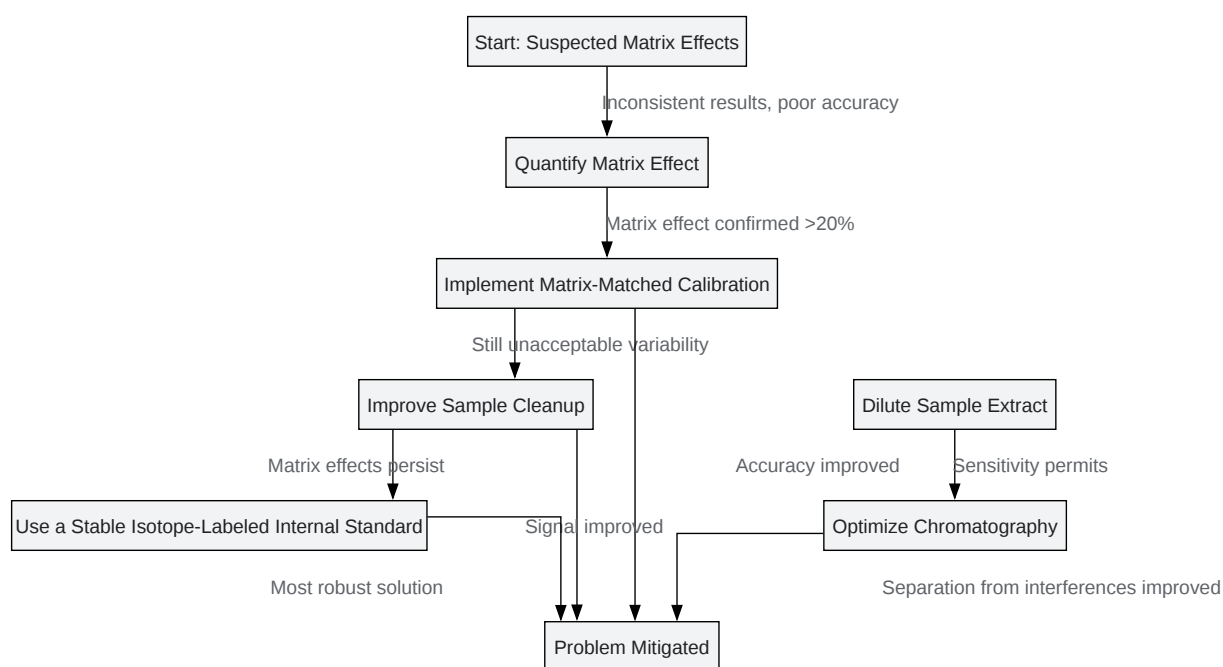 Start: Suspected Matrix Effects
Inconsistent results, poor accuracy
Quantify Matrix Effect
Matrix effect confirmed >20%
Implement Matrix-Matched Calibration
Still unacceptable variability
Improve Sample Cleanup
Dilute Sample Extract
Matrix effects persist
Accuracy improved
Sensitivity permits
Use a Stable Isotope-Labeled Internal Standard
Signal improved
Optimize Chromatography
Most robust solution
Separation from interferences improved
Problem Mitigated